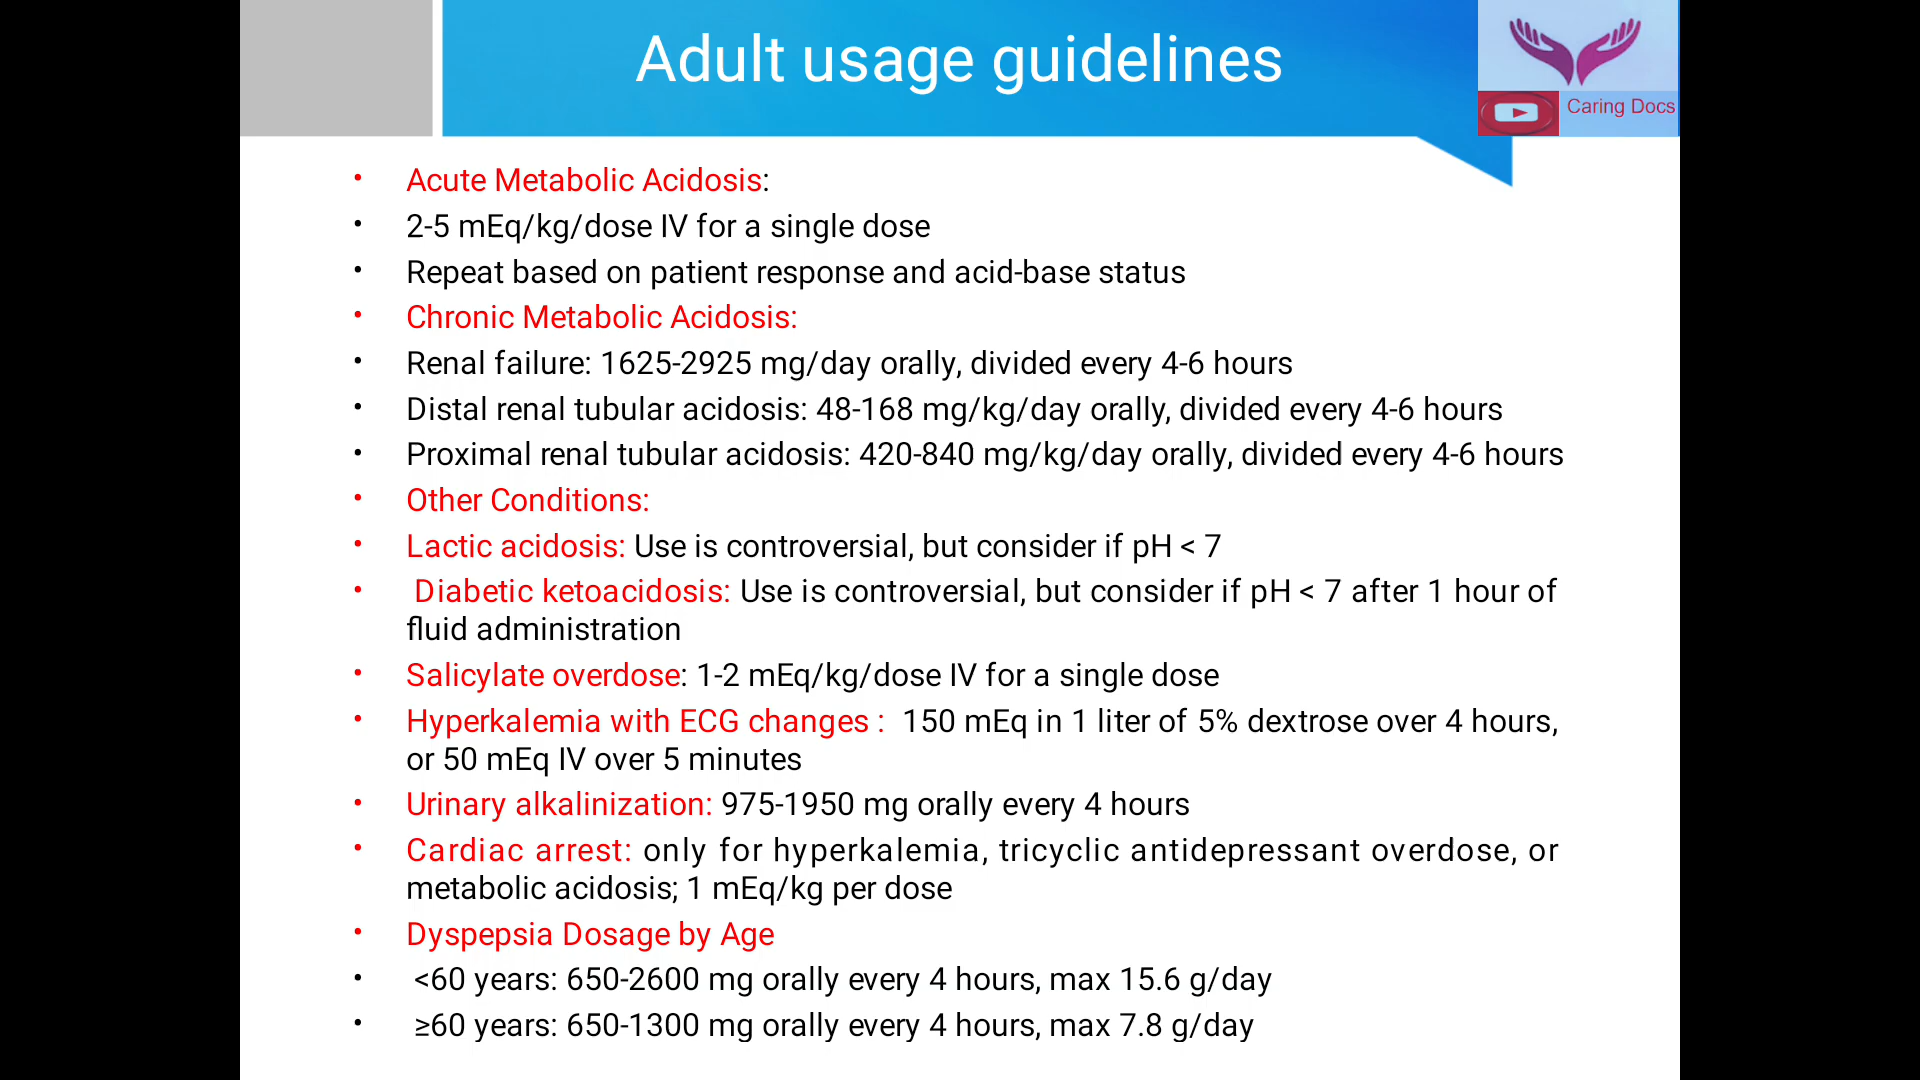 Adult usage guidelines
Caring Docs
• Acute Metabolic Acidosis:
• 2-5 mEq/kg/dose IV for a single dose
• Repeat based on patient response and acid-base status
• Chronic Metabolic Acidosis:
• Renal failure: 1625-2925 mg/day orally, divided every 4-6 hours
• Distal renal tubular acidosis: 48-168 mg/kg/day orally, divided every 4-6 hours
• Proximal renal tubular acidosis: 420-840 mg/kg/day orally, divided every 4-6 hours
• Other Conditions:
• Lactic acidosis: Use is controversial, but consider if pH < 7
• Diabetic ketoacidosis: Use is controversial, but consider if pH < 7 after 1 hour of
fluid administration
• Salicylate overdose: 1-2 mEq/kg/dose IV for a single dose
• Hyperkalemia with ECG changes : 150 mEq in 1 liter of 5% dextrose over 4 hours,
or 50 mEq IV over 5 minutes
• Urinary alkalinization: 975-1950 mg orally every 4 hours
• Cardiac arrest: only for hyperkalemia, tricyclic antidepressant overdose, or
metabolic acidosis; 1 mEq/kg per dose
• Dyspepsia Dosage by Age
• <60 years: 650-2600 mg orally every 4 hours, max 15.6 g/day
• ≥60 years: 650-1300 mg orally every 4 hours, max 7.8 g/day